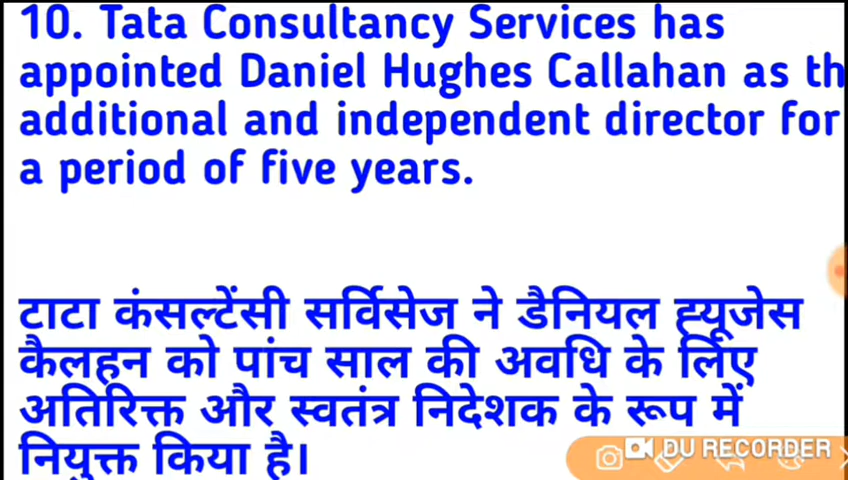 10. Tata Consultancy Services has
appointed Daniel Hughes Callahan as th
additional and independent director for
a period of five years.
टाटा कंसल्टेंसी सर्विसेज ने डैनियल ह्यूजेस
कैलहन को पांच साल की अवधि के लिए
अतिरिक्त और स्वतंत्र निदेशक के रूप में
नियुक्त किया है।
DU RECORDER